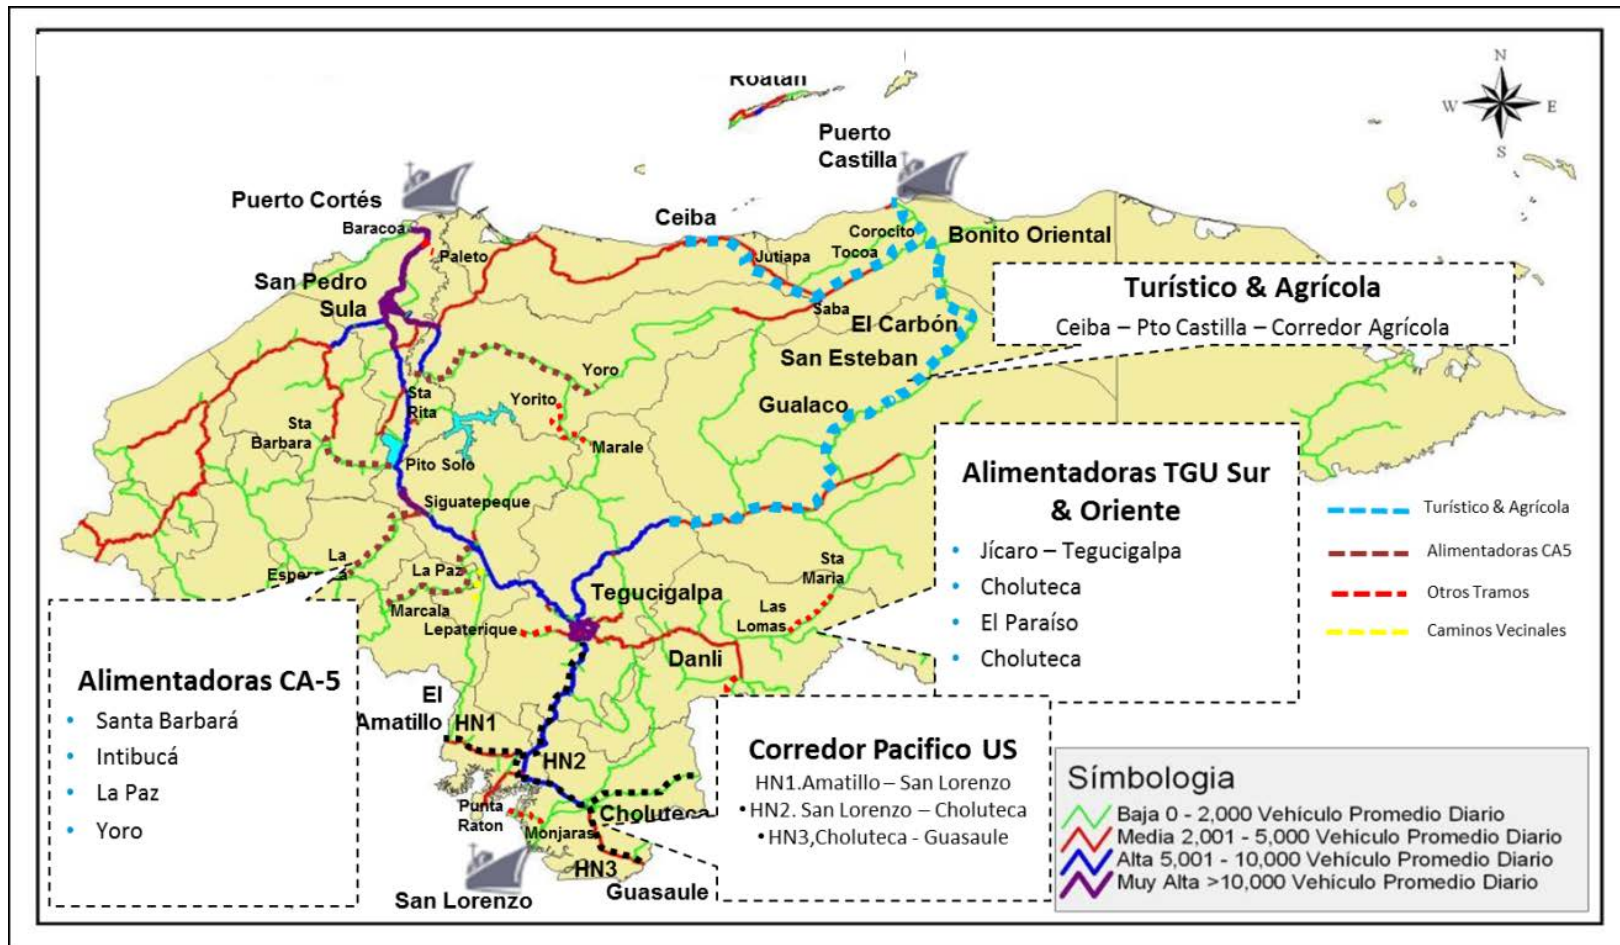 Roatan
N
W
E
S
Puerto
Castilla
Puerto Cortés
Baracoa
Ceiba
Corocito
Bonito Oriental
Paleto
Jutiapa
Tocoa
San Pedro
Sula
Saba
El Carbón
San Esteban
Turístico & Agrícola
Ceiba – Pto Castilla – Corredor Agrícola
Yoro
Sta
Rita
Yorito
Gualaco
Sta
Barbara
Marale
Pito Solo
Siguatepeque
Alimentadoras TGU Sur
& Oriente
• Jícaro – Tegucigalpa
• Choluteca
• El Paraíso
• Choluteca
Turístico & Agrícola
Alimentadoras CA5
Otros Tramos
Caminos Vecinales
La
La Paz
Sta
Maria
Tegucigalpa
Marcala
Lepaterique
Las
Lomas
Danli
Alimentadoras CA-5
• Santa Barbará
• Intibucá
• La Paz
• Yoro
El
Amatillo
HN1
HN2
Corredor Pacifico US
HN1.Amatillo – San Lorenzo
• HN2. San Lorenzo – Choluteca
• HN3,Choluteca - Guasaule
Punta
Raton
Choluteca
Monjaras
HN3
San Lorenzo
Guasaule
Símbologia
Baja 0 - 2,000 Vehículo Promedio Diario
Media 2,001 - 5,000 Vehículo Promedio Diario
Alta 5,001 - 10,000 Vehículo Promedio Diario
Muy Alta >10,000 Vehículo Promedio Diario